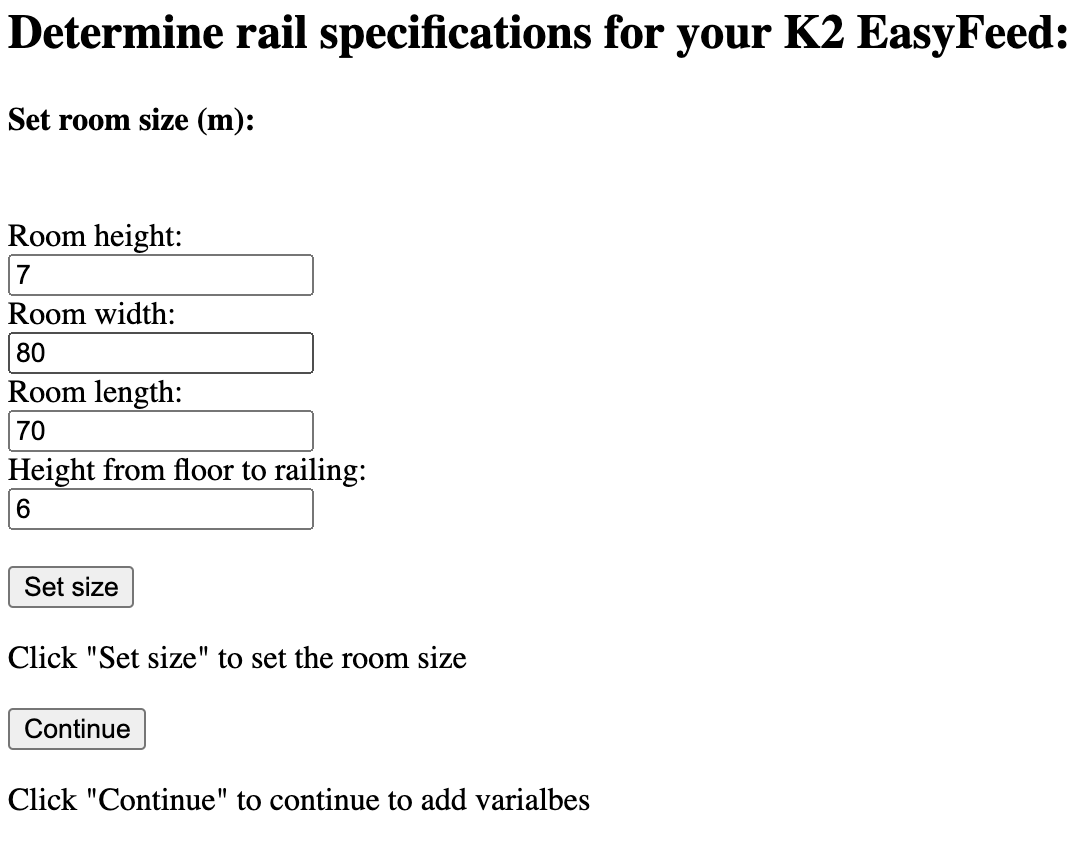 Determine rail specifications for your K2 EasyFeed:
Set room size (m):
Room height:
7
Room width:
80
Room length:
70
Height from floor to railing:
6
Set size
Click "Set size" to set the room size
Continue
Click "Continue" to continue to add varialbes